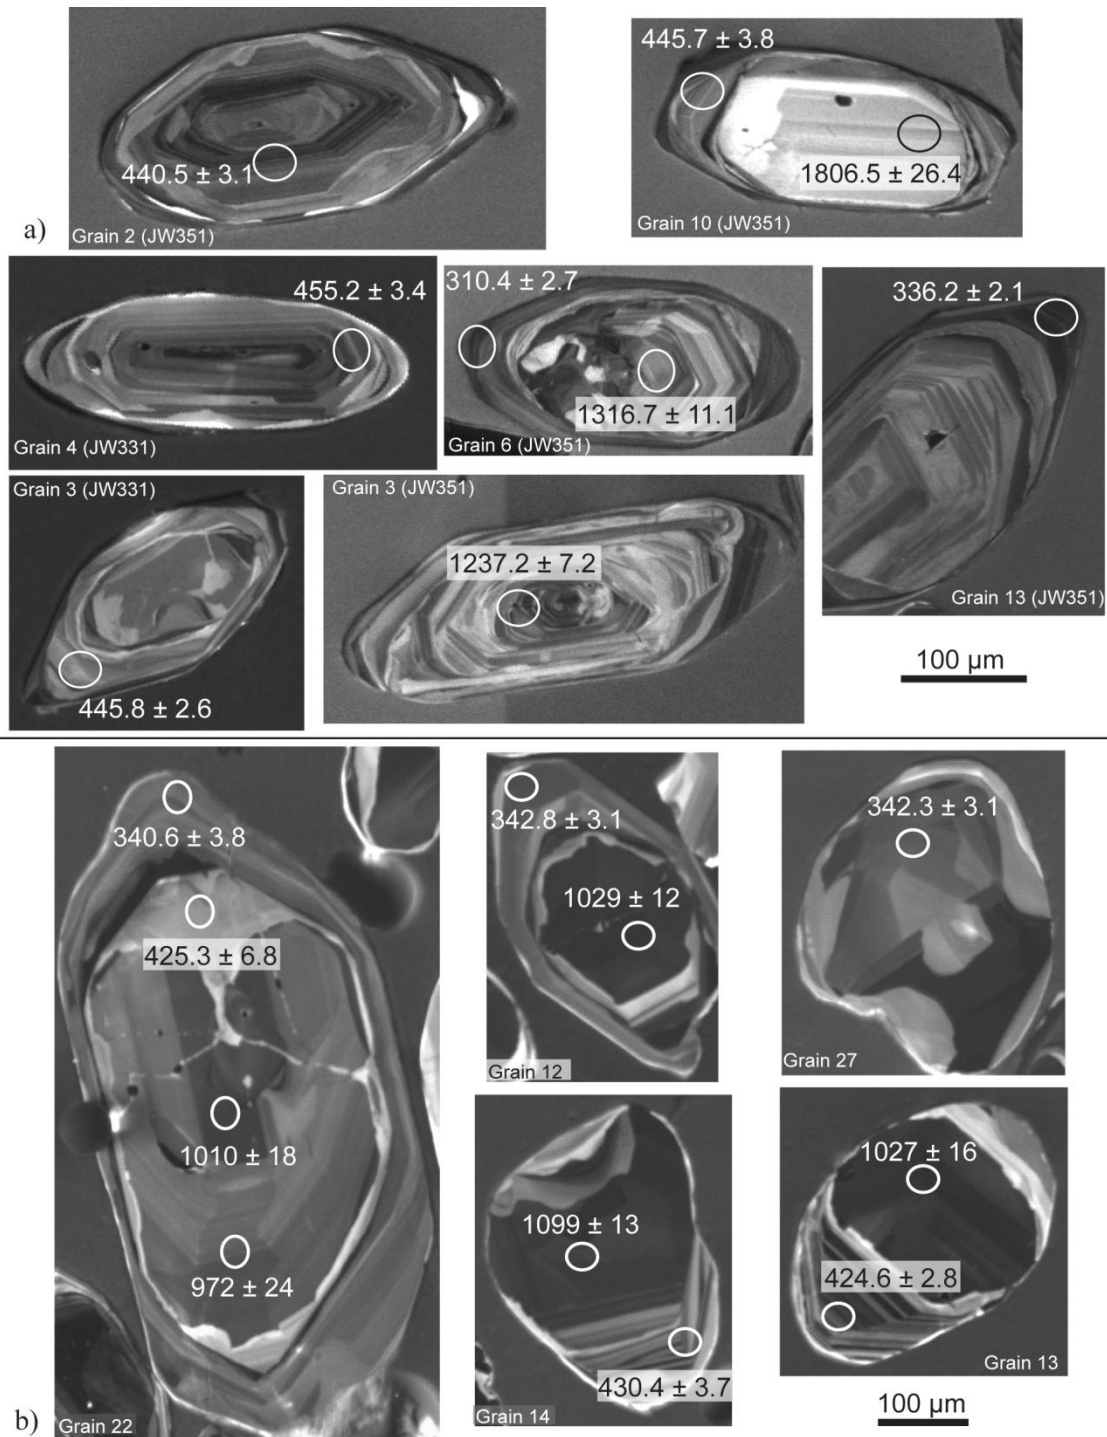 440.5 ± 3.1
Grain 2 (JW351)
a)
445.7 ± 3.8
1806.5 ± 26.4
Grain 10 (JW351)
455.2 ± 3.4
Grain 4 (JW331)
310.4 ± 2.7
1316.7 ± 11.1
Grain 6 (JW351)
336.2 ± 2.1
Grain 13 (JW351)
Grain 3 (JW331)
445.8 ± 2.6
Grain 3 (JW351)
1237.2 ± 7.2
100 µm
340.6 ± 3.8
425.3 ± 6.8
1010 ± 18
972 ± 24
b)
Grain 22
342.8 ± 3.1
1029 ± 12
Grain 12
342.3 ± 3.1
Grain 27
1099 ± 13
430.4 ± 3.7
Grain 14
1027 ± 16
424.6 ± 2.8
Grain 13
100 µm